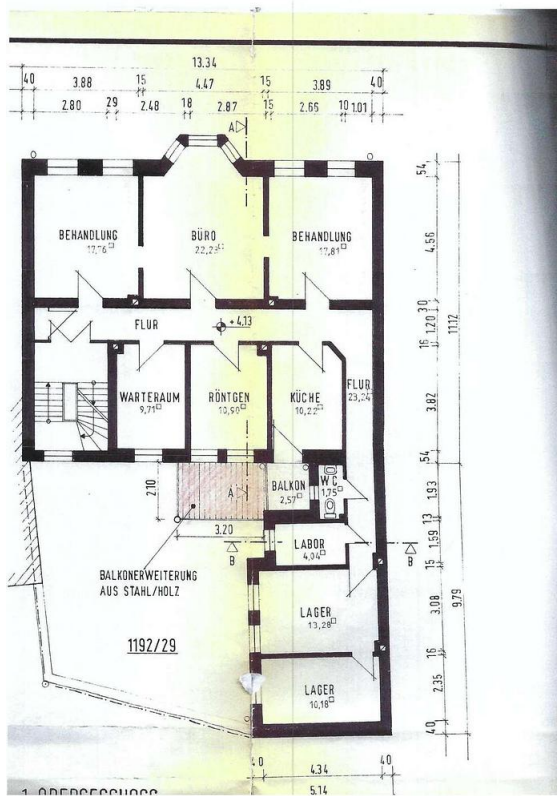 13.34
40 3.88 15 4.47 15 3.89 40
2.80 29 2.48 18 2.87 15 2.66 10 1.01
A
BEHANDLUNG
17,76
BÜRO
22,23
BEHANDLUNG
17,81
FLUR
+ 4,13
WARTERAUM
9,71
RÖNTGEN
10,90
KÜCHE
10,22
FLUR
23,24
54
4.56
30
1.20
16
3.82
54
11.12
1.93
13
1.59
15
3.08
16
2.35
40
9.79
2.10
A
BALKON
2,57
WC
1,75
3.20
B
LABOR
4,04
B
BALKONERWEITERUNG
AUS STAHL/HOLZ
LAGER
13,28
1192/29
LAGER
10,18
40 4.34 40
5.14
1. OBERGESCHOSS